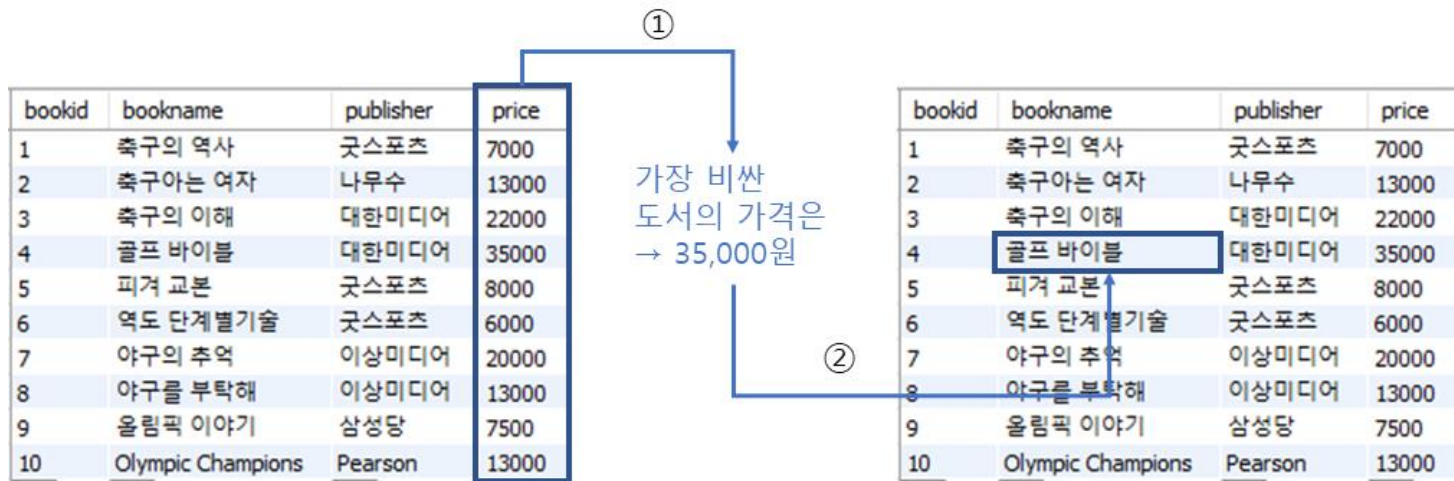 ①
bookid bookname publisher price
1 축구의 역사 굿스포츠 7000
2 축구아는 여자 나무수 13000
3 축구의 이해 대한미디어 22000
4 골프 바이블 대한미디어 35000
5 피겨 교본 굿스포츠 8000
6 역도 단계별기술 굿스포츠 6000
7 야구의 추억 이상미디어 20000
8 야구를 부탁해 이상미디어 13000
9 올림픽 이야기 삼성당 7500
10 Olympic Champions Pearson 13000
가장 비싼
도서의 가격은
→ 35,000원
②
bookid bookname publisher price
1 축구의 역사 굿스포츠 7000
2 축구아는 여자 나무수 13000
3 축구의 이해 대한미디어 22000
4 골프 바이블 대한미디어 35000
5 피겨 교본 굿스포츠 8000
6 역도 단계별기술 굿스포츠 6000
7 야구의 추억 이상미디어 20000
8 야구를 부탁해 이상미디어 13000
9 올림픽 이야기 삼성당 7500
10 Olympic Champions Pearson 13000